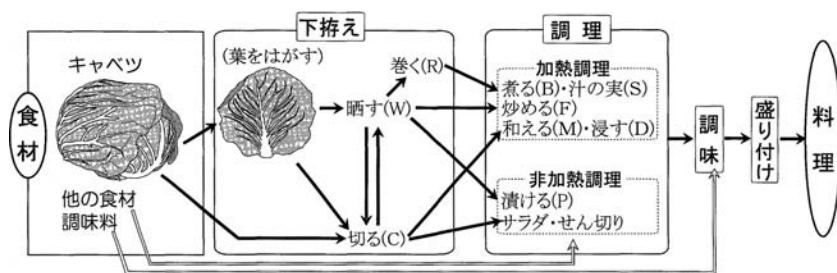 食材
キャベツ
他の食材
調味料
下拵え
(葉をはがす)
巻く(R)
晒す(W)
切る(C)
調理
加熱調理
煮る(B)・汁の実(S)
炒める(F)
和える(M)・浸す(D)
非加熱調理
漬ける(P)
サラダ・せん切り
調味
盛り付け
料理